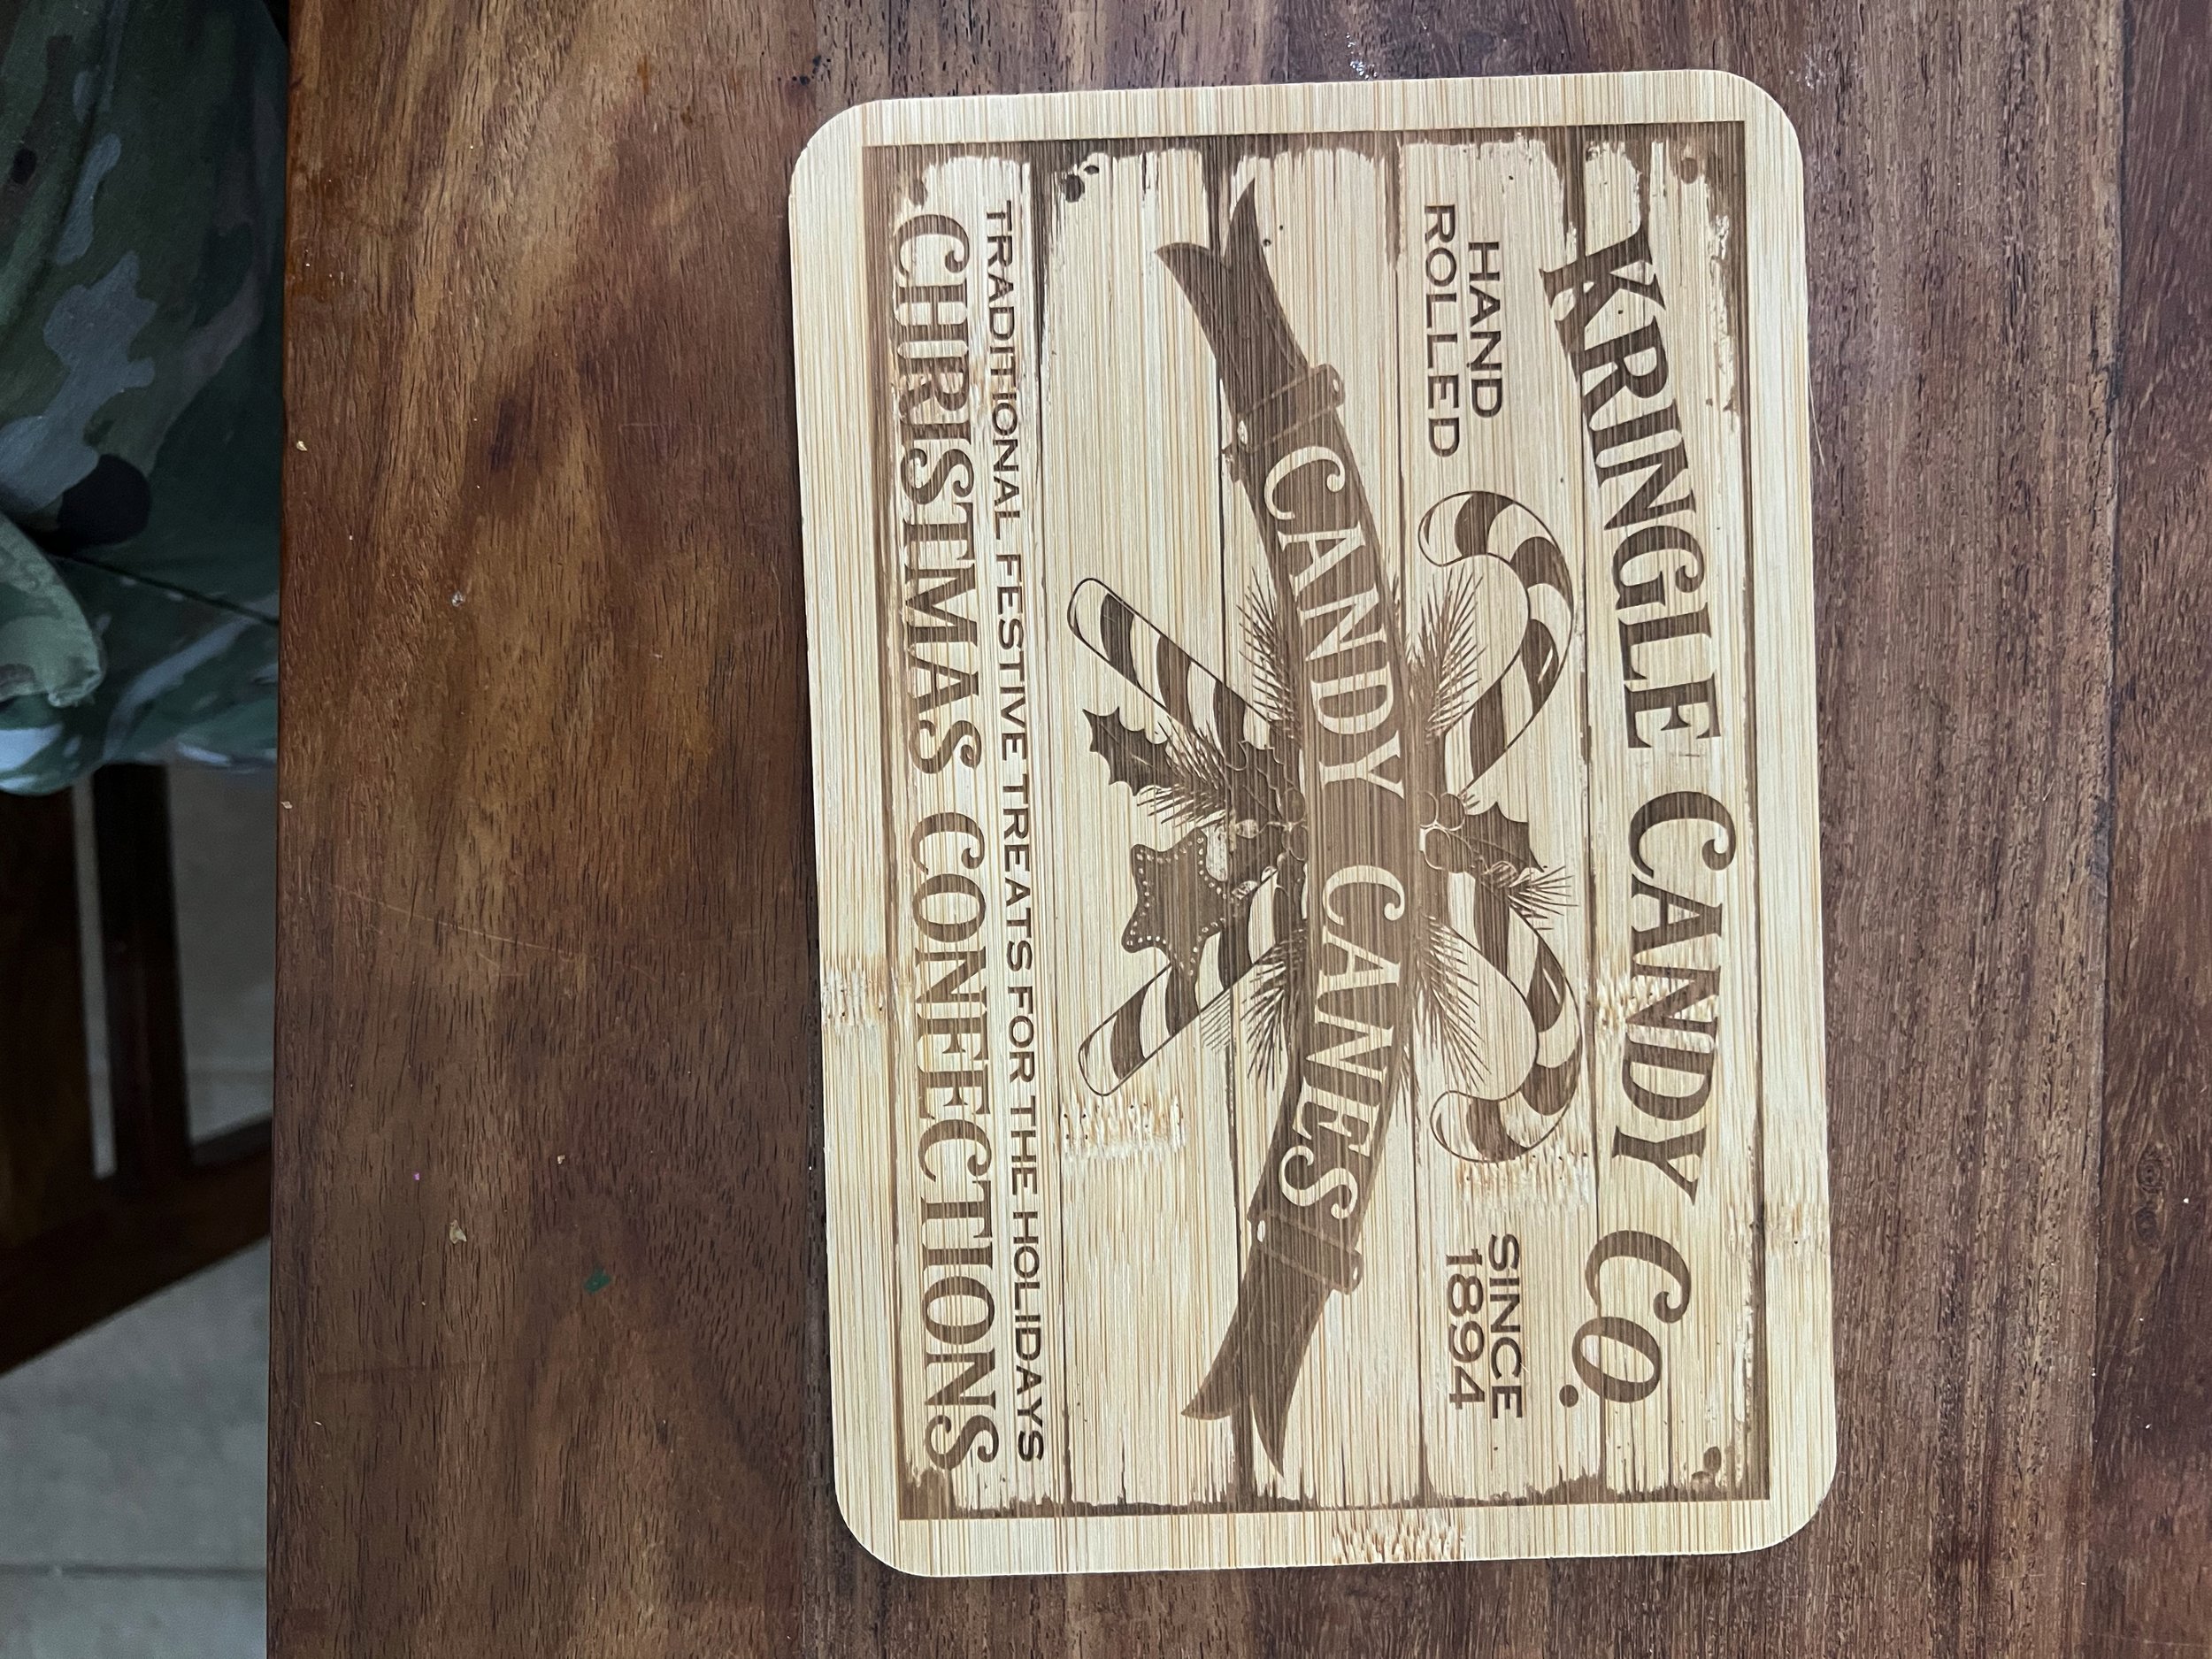 KRINGLE CANDY CO.
HAND
ROLLED
SINCE
1894
CANDY CANES
TRADITIONAL FESTIVE TREATS FOR THE HOLIDAYS
CHRISTMAS CONFECTIONS